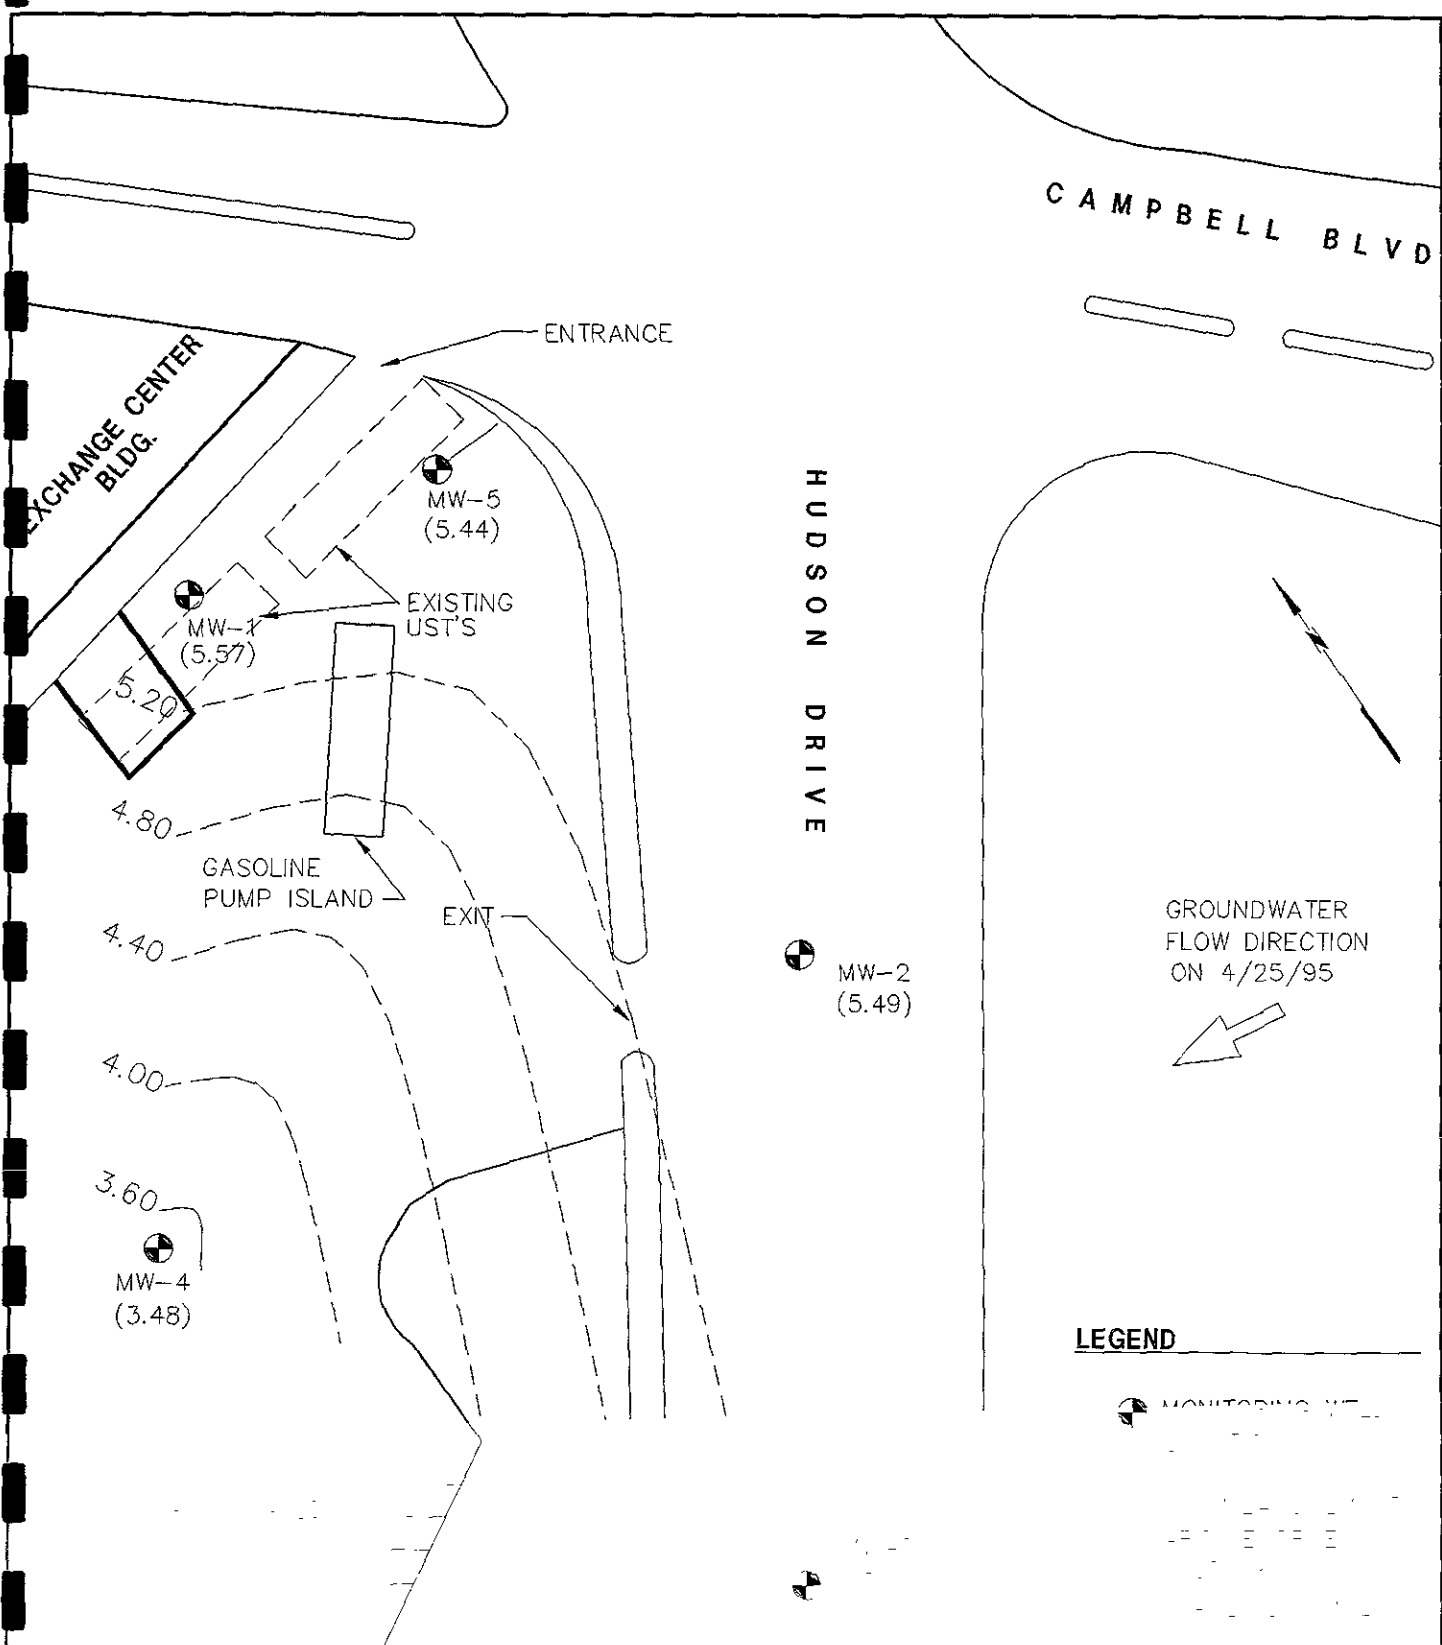 CAMPBELL BLVD
ENTRANCE
EXCHANGE CENTER
BLDG.
MW-5
(5.44)
HUDSON DRIVE
EXISTING
UST'S
MW-1
(5.57)
5.20
4.80
GASOLINE
PUMP ISLAND
EXIT
4.40
MW-2
(5.49)
GROUNDWATER
FLOW DIRECTION
ON 4/25/95
4.00
3.60
MW-4
(3.48)
LEGEND
MONITORING